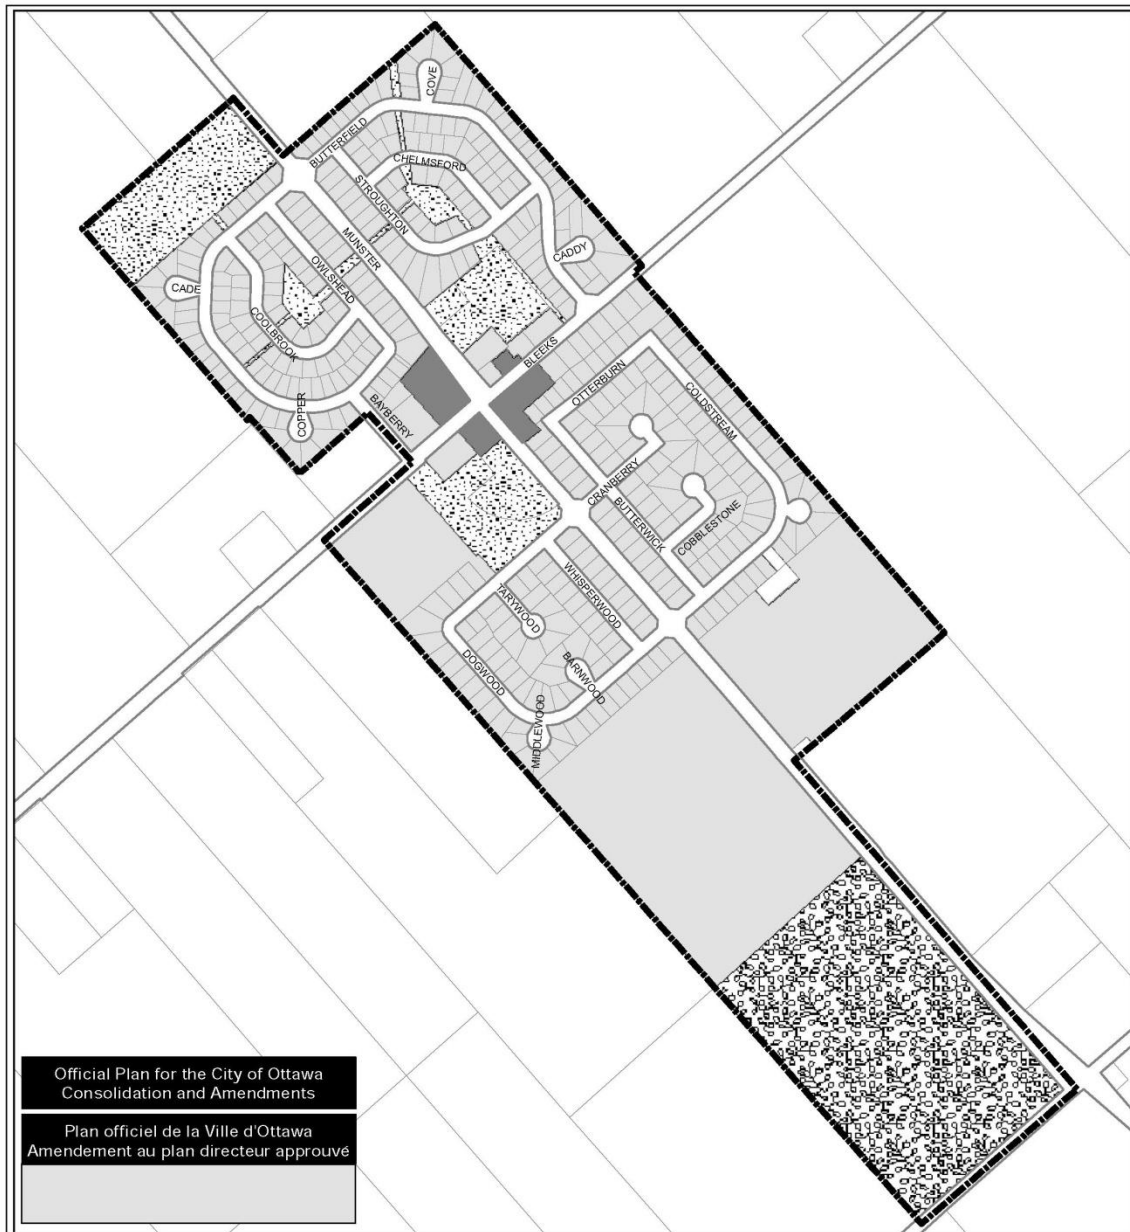 COVE
BUTTERFIELD
CHELMSFORD
STROUGHTON
MUNSTER
CADDY
OWLSHEAD
CADE
COOLBROOK
BLEEKS
OTTERBURN
COLDSTREAM
BAYBERRY
COPPER
CRANBERRY
BUTTERWICK
COBBLESTONE
WHISPERWOOD
TARYWOOD
BARNWOOD
DOGWOOD
MIDDLEWOOD
Official Plan for the City of Ottawa
Consolidation and Amendments
Plan officiel de la Ville d'Ottawa
Amendement au plan directeur approuvé